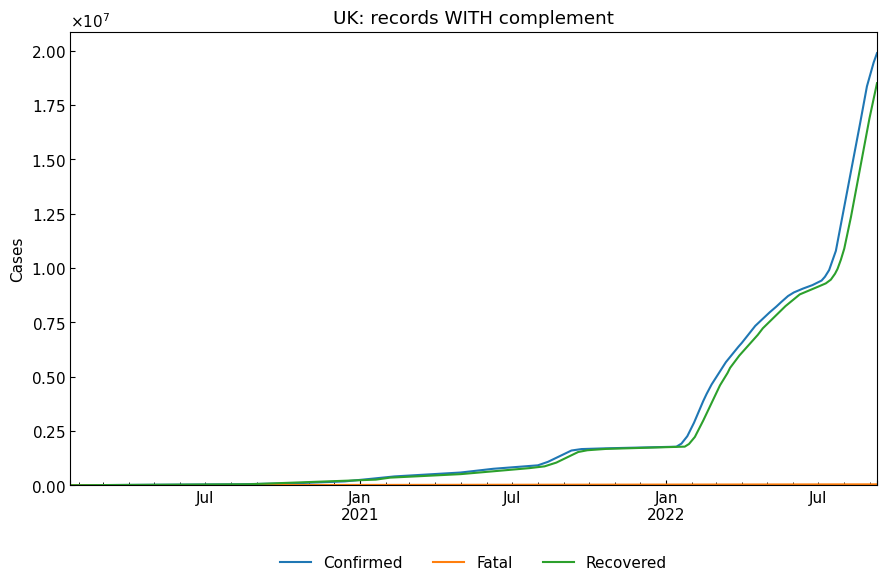 UK: records WITH complement
×10⁷
2.00
1.75
1.50
1.25
1.00
0.75
0.50
0.25
0.00
Cases
Jul Jan Jul Jan Jul
2021 2022
Confirmed Fatal Recovered